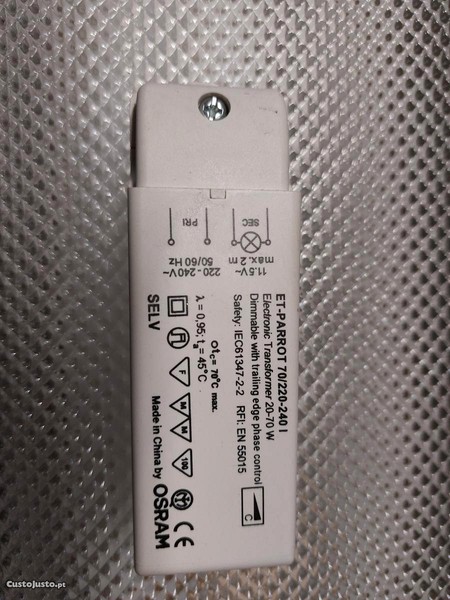 ET-PARROT 70/220-240 I
Electronic Transformer 20-70 W
Dimmable with trailing edge phase control
Safety: IEC61347-2-2 RFI: EN 55015
C
PRI
SEC
220 - 240V~
50/60 Hz
11.5V~
max. 2 m
tc= 70°C max.
λ = 0,95; ta = 45°C
F
M
M
100
CE
SELV
Made in China by OSRAM
CustoJusto.pt